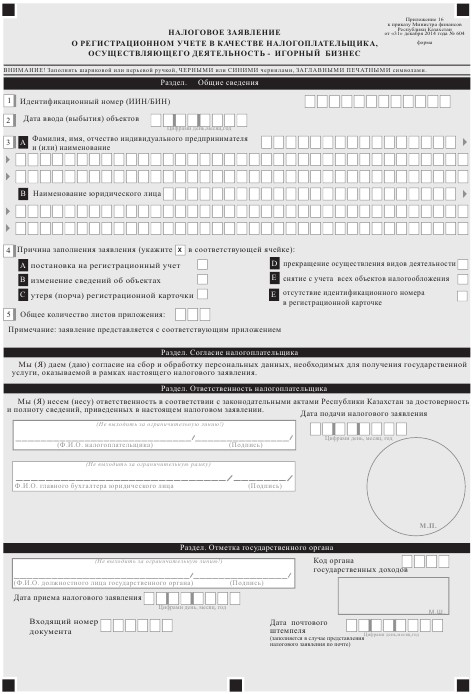 Приложение 16
к приказу Министра финансов
Республики Казахстан
от «31» декабря 2014 года № 604
форма
НАЛОГОВОЕ ЗАЯВЛЕНИЕ
О РЕГИСТРАЦИОННОМ УЧЕТЕ В КАЧЕСТВЕ НАЛОГОПЛАТЕЛЬЩИКА,
ОСУЩЕСТВЛЯЮЩЕГО ДЕЯТЕЛЬНОСТЬ - ИГОРНЫЙ БИЗНЕС
ВНИМАНИЕ! Заполнять шариковой или перьевой ручкой, ЧЕРНЫМИ или СИНИМИ чернилами, ЗАГЛАВНЫМИ ПЕЧАТНЫМИ символами.
Раздел. Общие сведения
1 Идентификационный номер (ИИН/БИН)
2 Дата ввода (выбытия) объектов
Цифрами день,месяц,год
3 A Фамилия, имя, отчество индивидуального предпринимателя
и (или) наименование
B Наименование юридического лица
4 Причина заполнения заявления (укажите x в соответствующей ячейке):
A постановка на регистрационный учет
D прекращение осуществления видов деятельности
B изменение сведений об объектах
E снятие с учета всех объектов налогообложения
C утеря (порча) регистрационной карточки
E отсутствие идентификационного номера
в регистрационной карточке
5 Общее количество листов приложения:
Примечание: заявление представляется с соответствующим приложением
Раздел. Согласие налогоплательщика
Мы (Я) даем (даю) согласие на сбор и обработку персональных данных, необходимых для получения государственной
услуги, оказываемой в рамках настоящего налогового заявления.
Раздел. Ответственность налогоплательщика
Мы (Я) несем (несу) ответственность в соответствии с законодательными актами Республики Казахстан за достоверность
и полноту сведений, приведенных в настоящем налоговом заявлении.
Дата подачи налогового заявления
(Не выходить за ограничительную линию!)
Цифрами день, месяц, год
(Ф.И.О. налогоплательщика) (Подпись)
(Не выходить за ограничительную рамку)
Ф.И.О. главного бухгалтера юридического лица (Подпись)
М.П.
Раздел. Отметка государственного органа
(Не выходить за ограничительную линию!)
Код органа
государственных доходов
(Ф.И.О. должностного лица государственного органа) (Подпись)
Дата приема налогового заявления
Цифрами день, месяц, год
М.Ш.
Входящий номер
документа
Дата почтового
штемпеля
Цифрами день,месяц,год
(заполняется в случае представления
налогового заявления по почте)